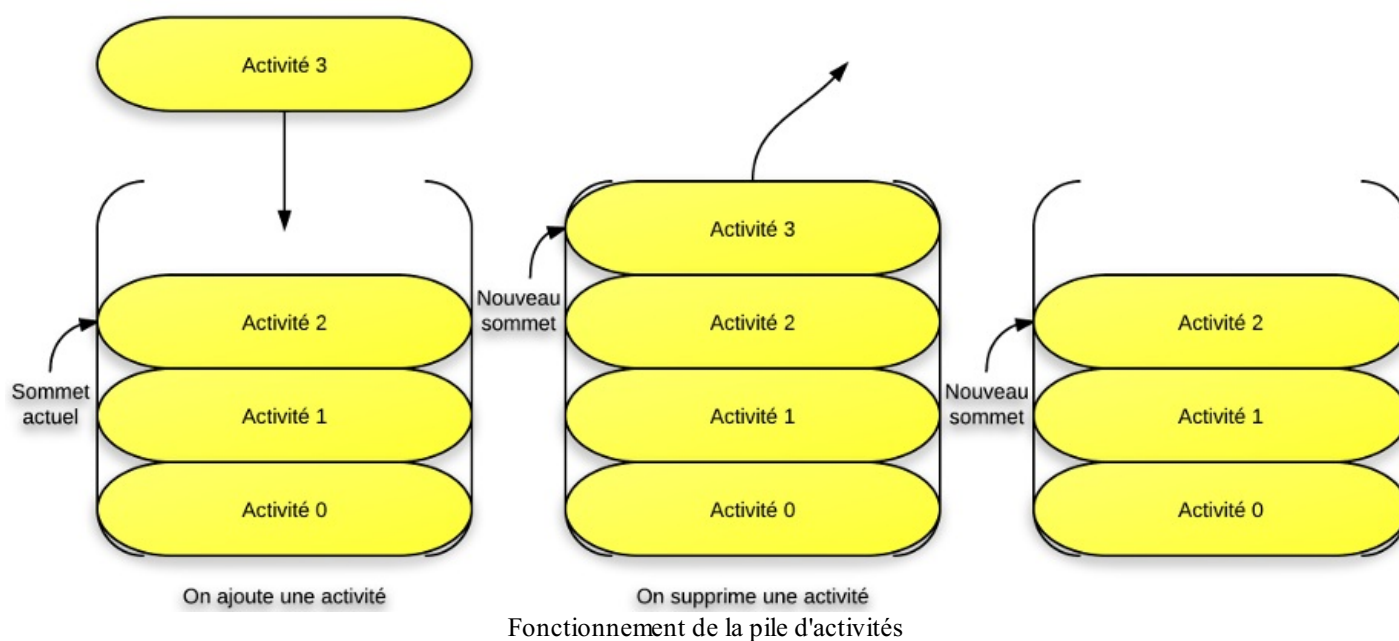 Activité 3
Activité 2
Activité 1
Activité 0
Sommet
actuel
On ajoute une activité
Activité 3
Activité 2
Activité 1
Activité 0
Nouveau
sommet
On supprime une activité
Activité 2
Activité 1
Activité 0
Nouveau
sommet
Fonctionnement de la pile d'activités